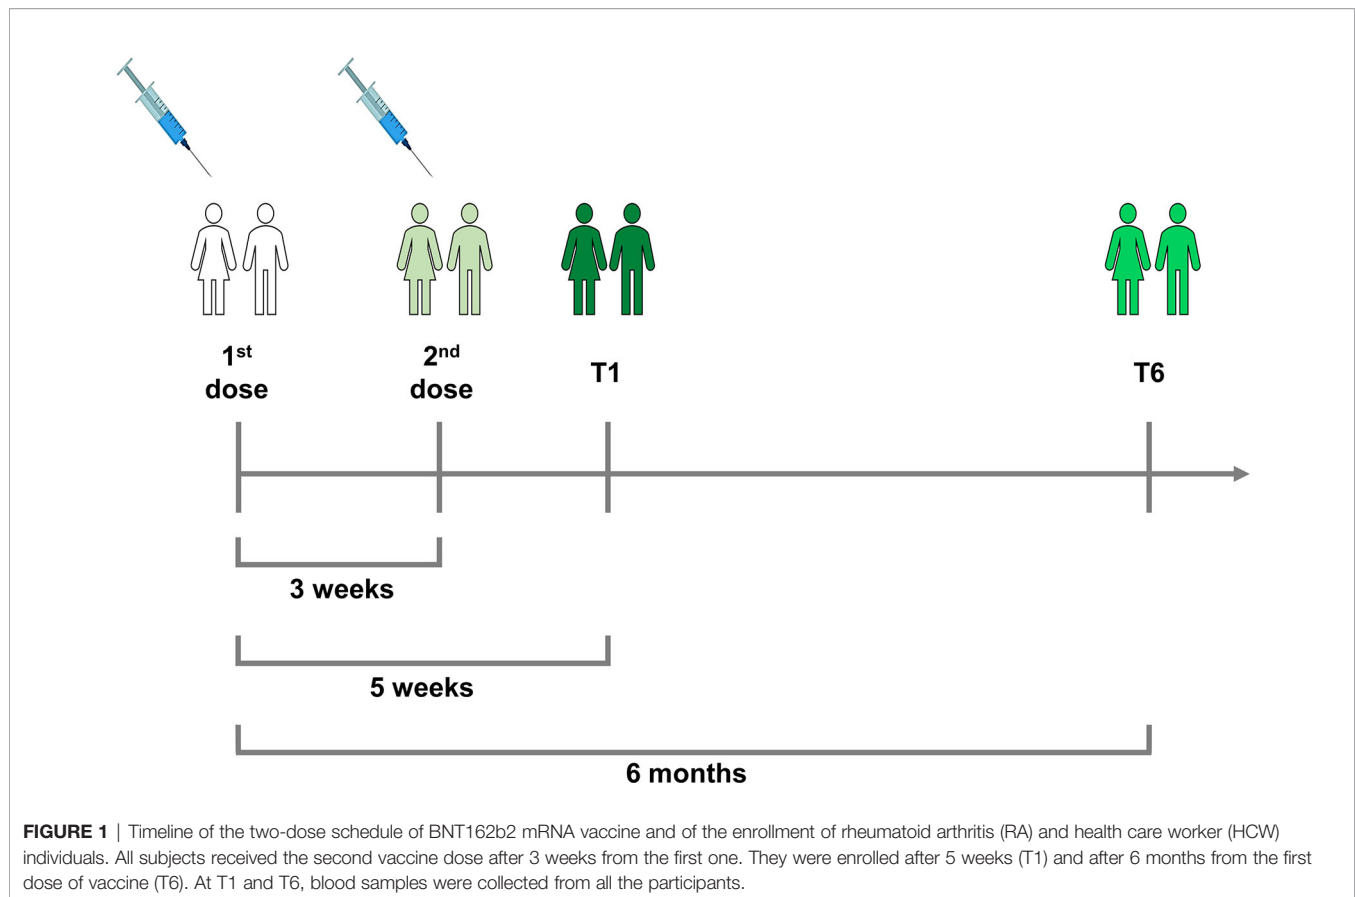 1st
dose
2nd
dose
T1
T6
3 weeks
5 weeks
6 months
FIGURE 1 | Timeline of the two-dose schedule of BNT162b2 mRNA vaccine and of the enrollment of rheumatoid arthritis (RA) and health care worker (HCW)
individuals. All subjects received the second vaccine dose after 3 weeks from the first one. They were enrolled after 5 weeks (T1) and after 6 months from the first
dose of vaccine (T6). At T1 and T6, blood samples were collected from all the participants.